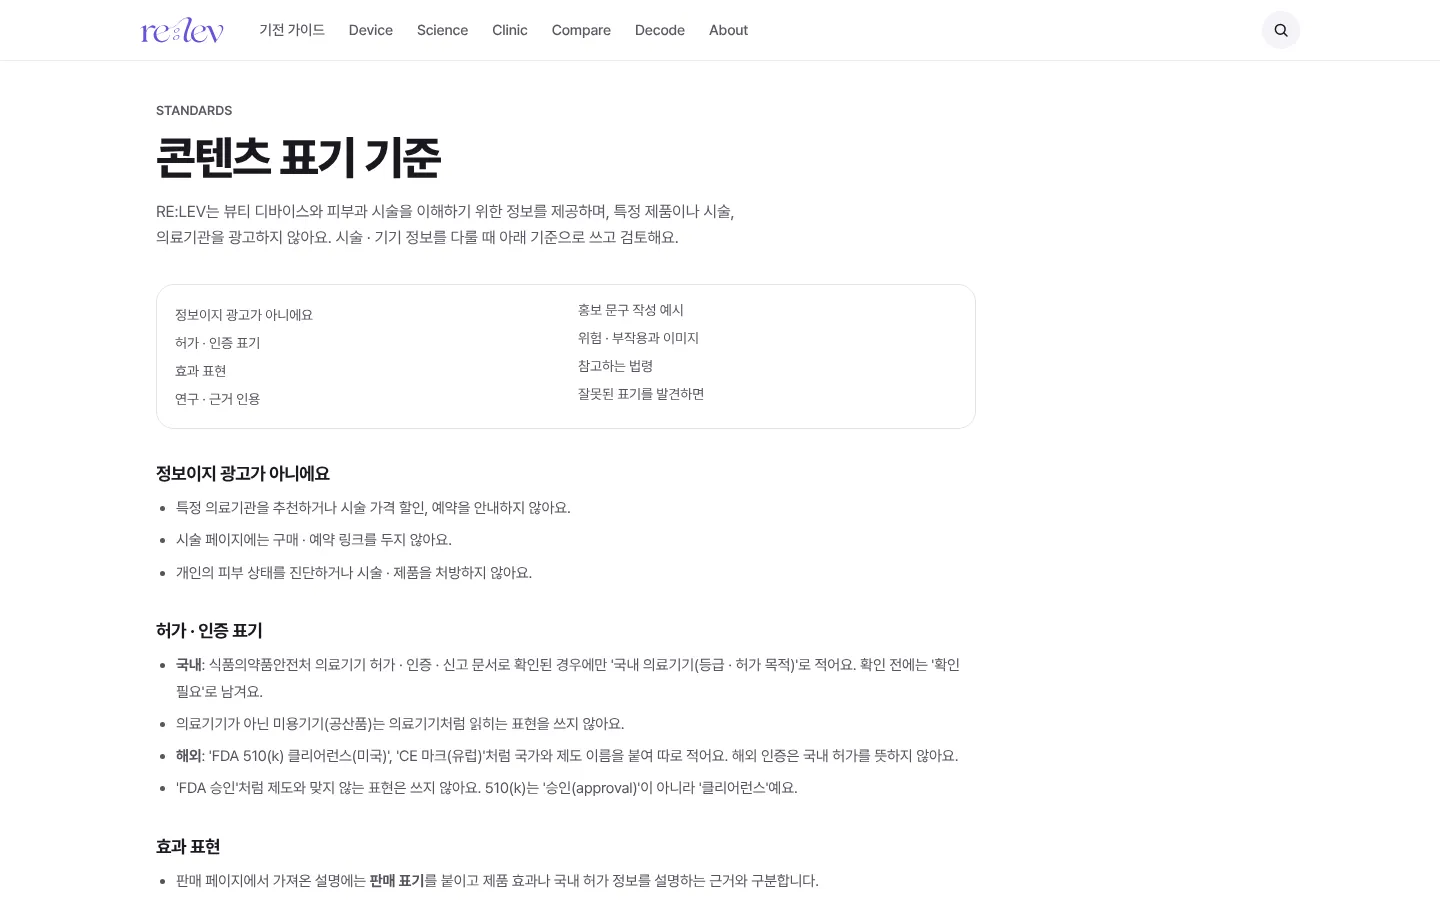 re:lev
기전 가이드
Device
Science
Clinic
Compare
Decode
About
STANDARDS
콘텐츠 표기 기준
RE:LEV는 뷰티 디바이스와 피부과 시술을 이해하기 위한 정보를 제공하며, 특정 제품이나 시술,
의료기관을 광고하지 않아요. 시술 · 기기 정보를 다룰 때 아래 기준으로 쓰고 검토해요.
정보이지 광고가 아니에요
허가 · 인증 표기
효과 표현
연구 · 근거 인용
홍보 문구 작성 예시
위험 · 부작용과 이미지
참고하는 법령
잘못된 표기를 발견하면
정보이지 광고가 아니에요
특정 의료기관을 추천하거나 시술 가격 할인, 예약을 안내하지 않아요.
시술 페이지에는 구매 · 예약 링크를 두지 않아요.
개인의 피부 상태를 진단하거나 시술 · 제품을 처방하지 않아요.
허가 · 인증 표기
국내: 식품의약품안전처 의료기기 허가 · 인증 · 신고 문서로 확인된 경우에만 '국내 의료기기(등급 · 허가 목적)'로 적어요. 확인 전에는 '확인
필요'로 남겨요.
의료기기가 아닌 미용기기(공산품)는 의료기기처럼 읽히는 표현을 쓰지 않아요.
해외: 'FDA 510(k) 클리어런스(미국)', 'CE 마크(유럽)'처럼 국가와 제도 이름을 붙여 따로 적어요. 해외 인증은 국내 허가를 뜻하지 않아요.
'FDA 승인'처럼 제도와 맞지 않는 표현은 쓰지 않아요. 510(k)는 '승인(approval)'이 아니라 '클리어런스'예요.
효과 표현
판매 페이지에서 가져온 설명에는 판매 표기를 붙이고 제품 효과나 국내 허가 정보를 설명하는 근거와 구분합니다.